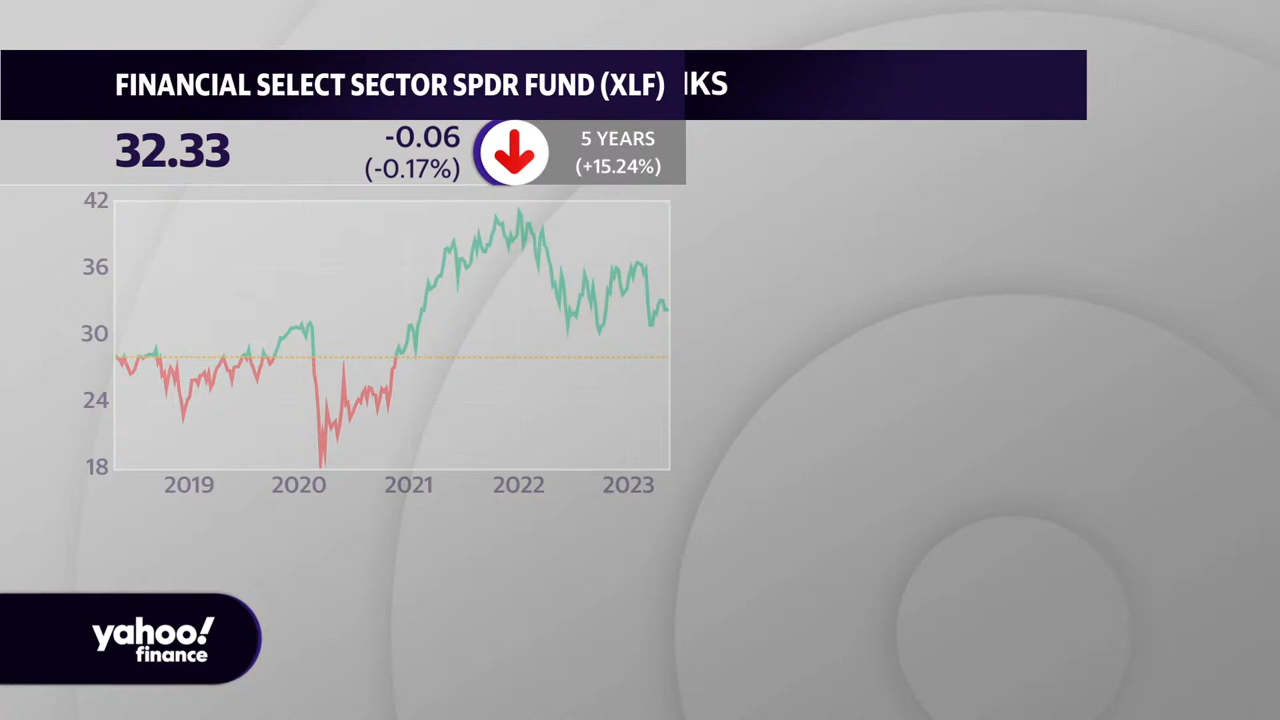 FINANCIAL SELECT SECTOR SPDR FUND (XLF)
32.33
-0.06
(-0.17%)
5 YEARS
(+15.24%)
42
36
30
24
18
2019 2020 2021 2022 2023
yahoo!
finance